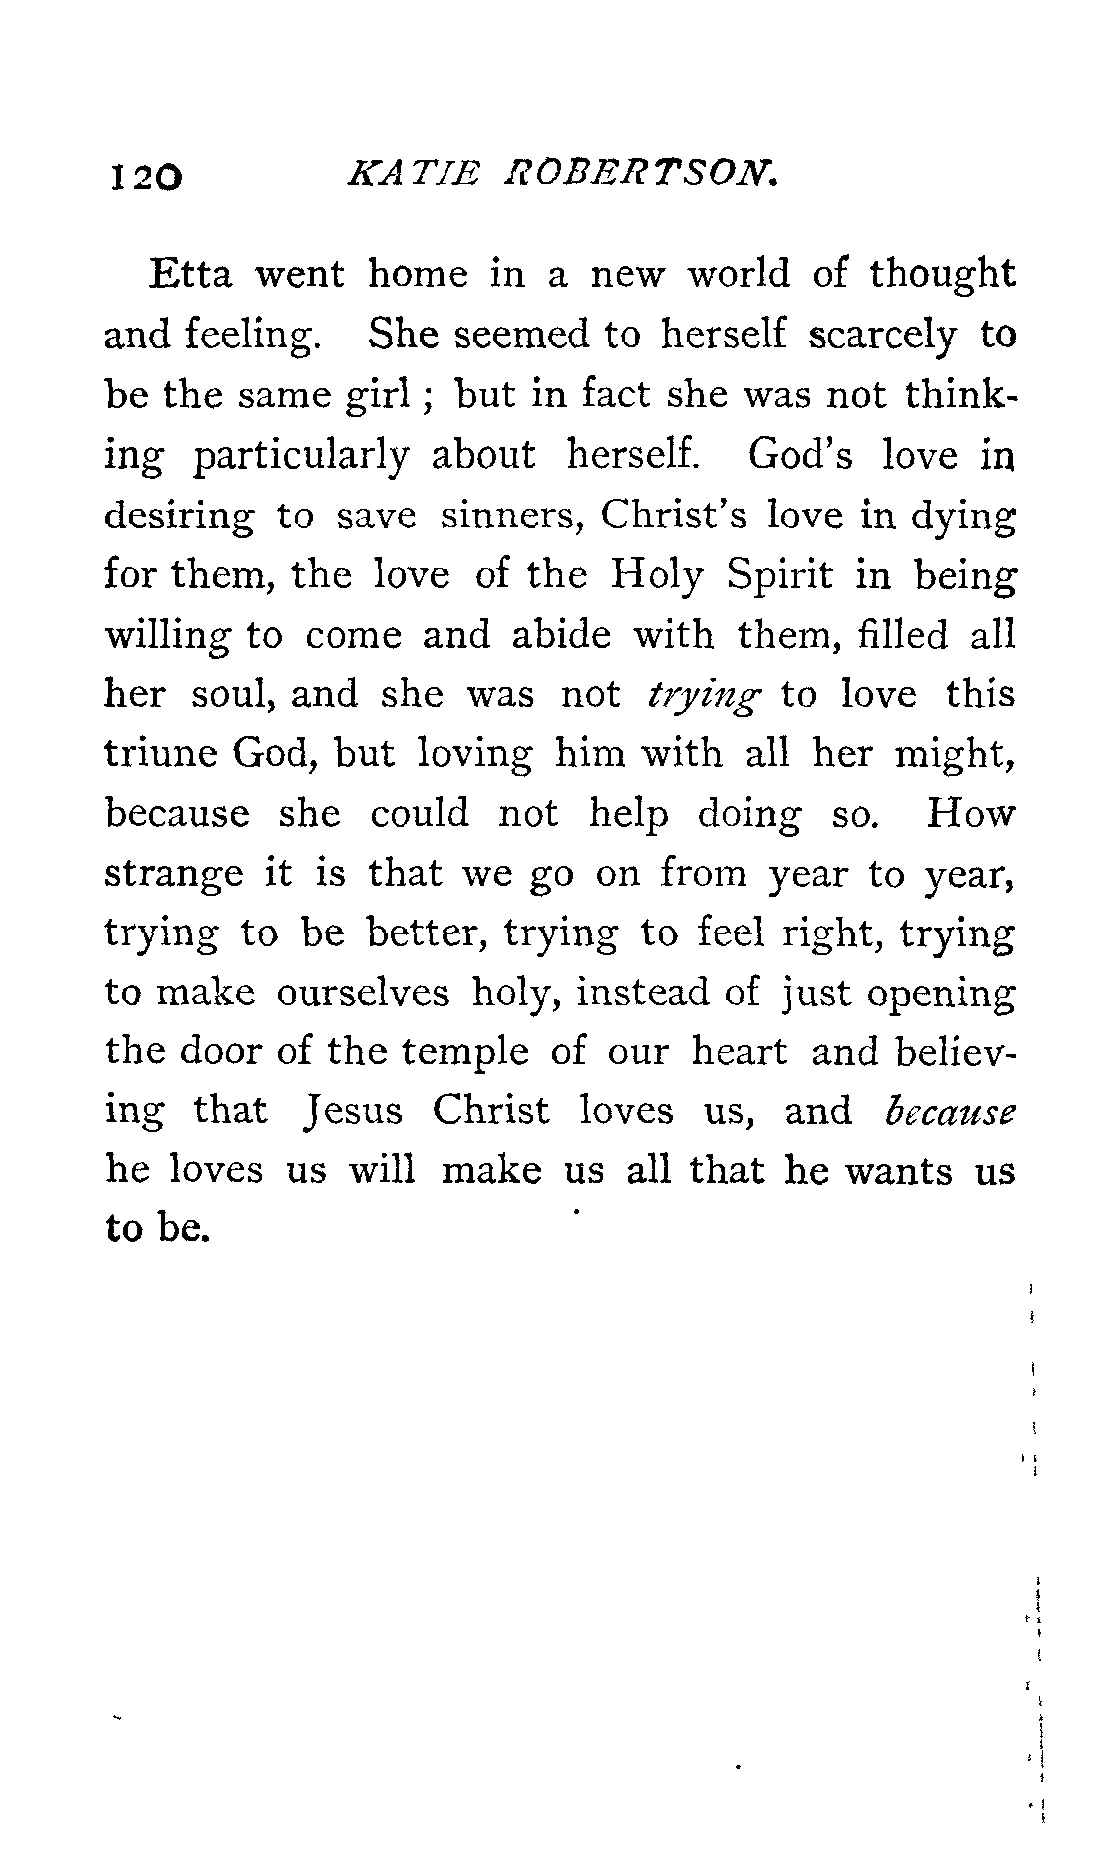 120 KATIE ROBERTSON.
Etta went home in a new world of thought
and feeling. She seemed to herself scarcely to
be the same girl ; but in fact she was not think-
ing particularly about herself. God's love in
desiring to save sinners, Christ's love in dying
for them, the love of the Holy Spirit in being
willing to come and abide with them, filled all
her soul, and she was not trying to love this
triune God, but loving him with all her might,
because she could not help doing so. How
strange it is that we go on from year to year,
trying to be better, trying to feel right, trying
to make ourselves holy, instead of just opening
the door of the temple of our heart and believ-
ing that Jesus Christ loves us, and because
he loves us will make us all that he wants us
to be.